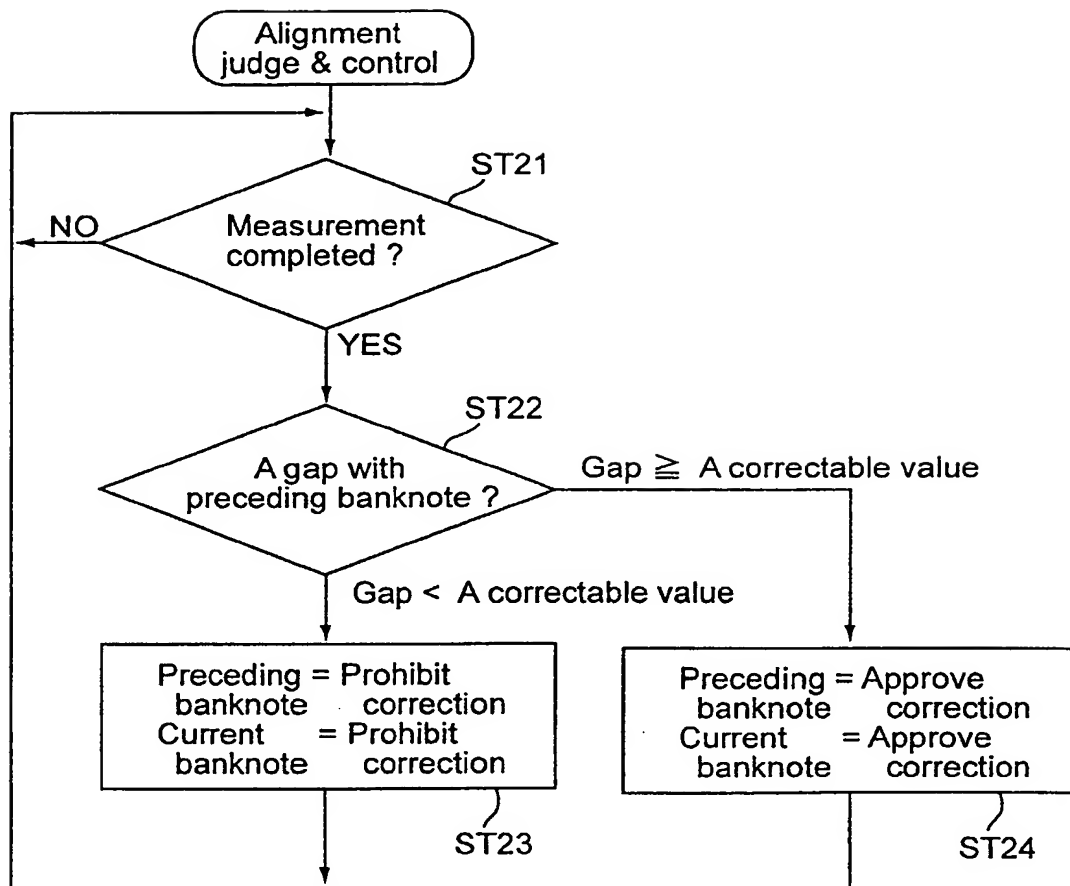 Alignment
judge & control
ST21
NO
Measurement
completed ?
YES
ST22
A gap with
preceding banknote ?
Gap ≧ A correctable value
Gap < A correctable value
Preceding = Prohibit
banknote correction
Current = Prohibit
banknote correction
Preceding = Approve
banknote correction
Current = Approve
banknote correction
ST23
ST24